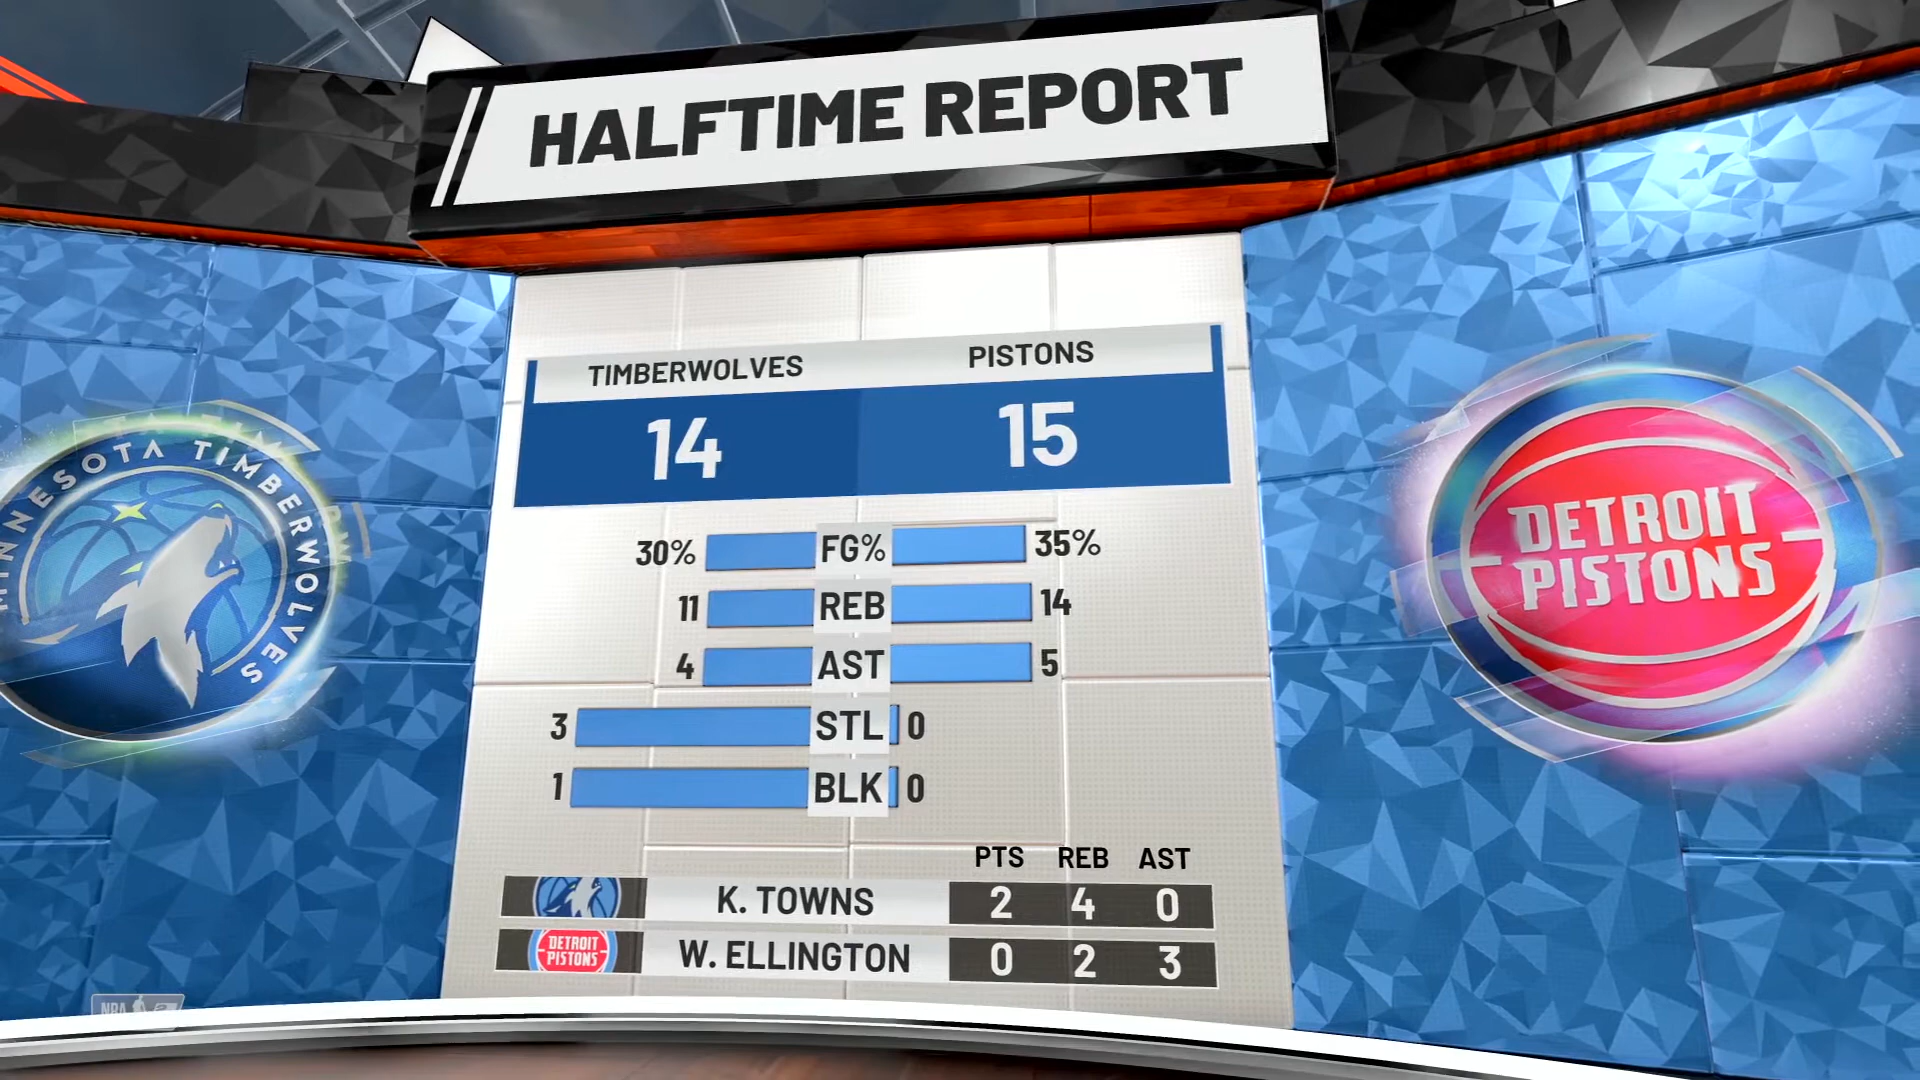 HALFTIME REPORT
TIMBERWOLVES PISTONS
14 15
30% FG% 35%
11 REB 14
4 AST 5
3 STL 0
1 BLK 0
MINNESOTA TIMBERWOLVES
DETROIT
PISTONS
PTS REB AST
K. TOWNS 2 4 0
DETROIT
PISTONS
W. ELLINGTON 0 2 3
NBA 2K